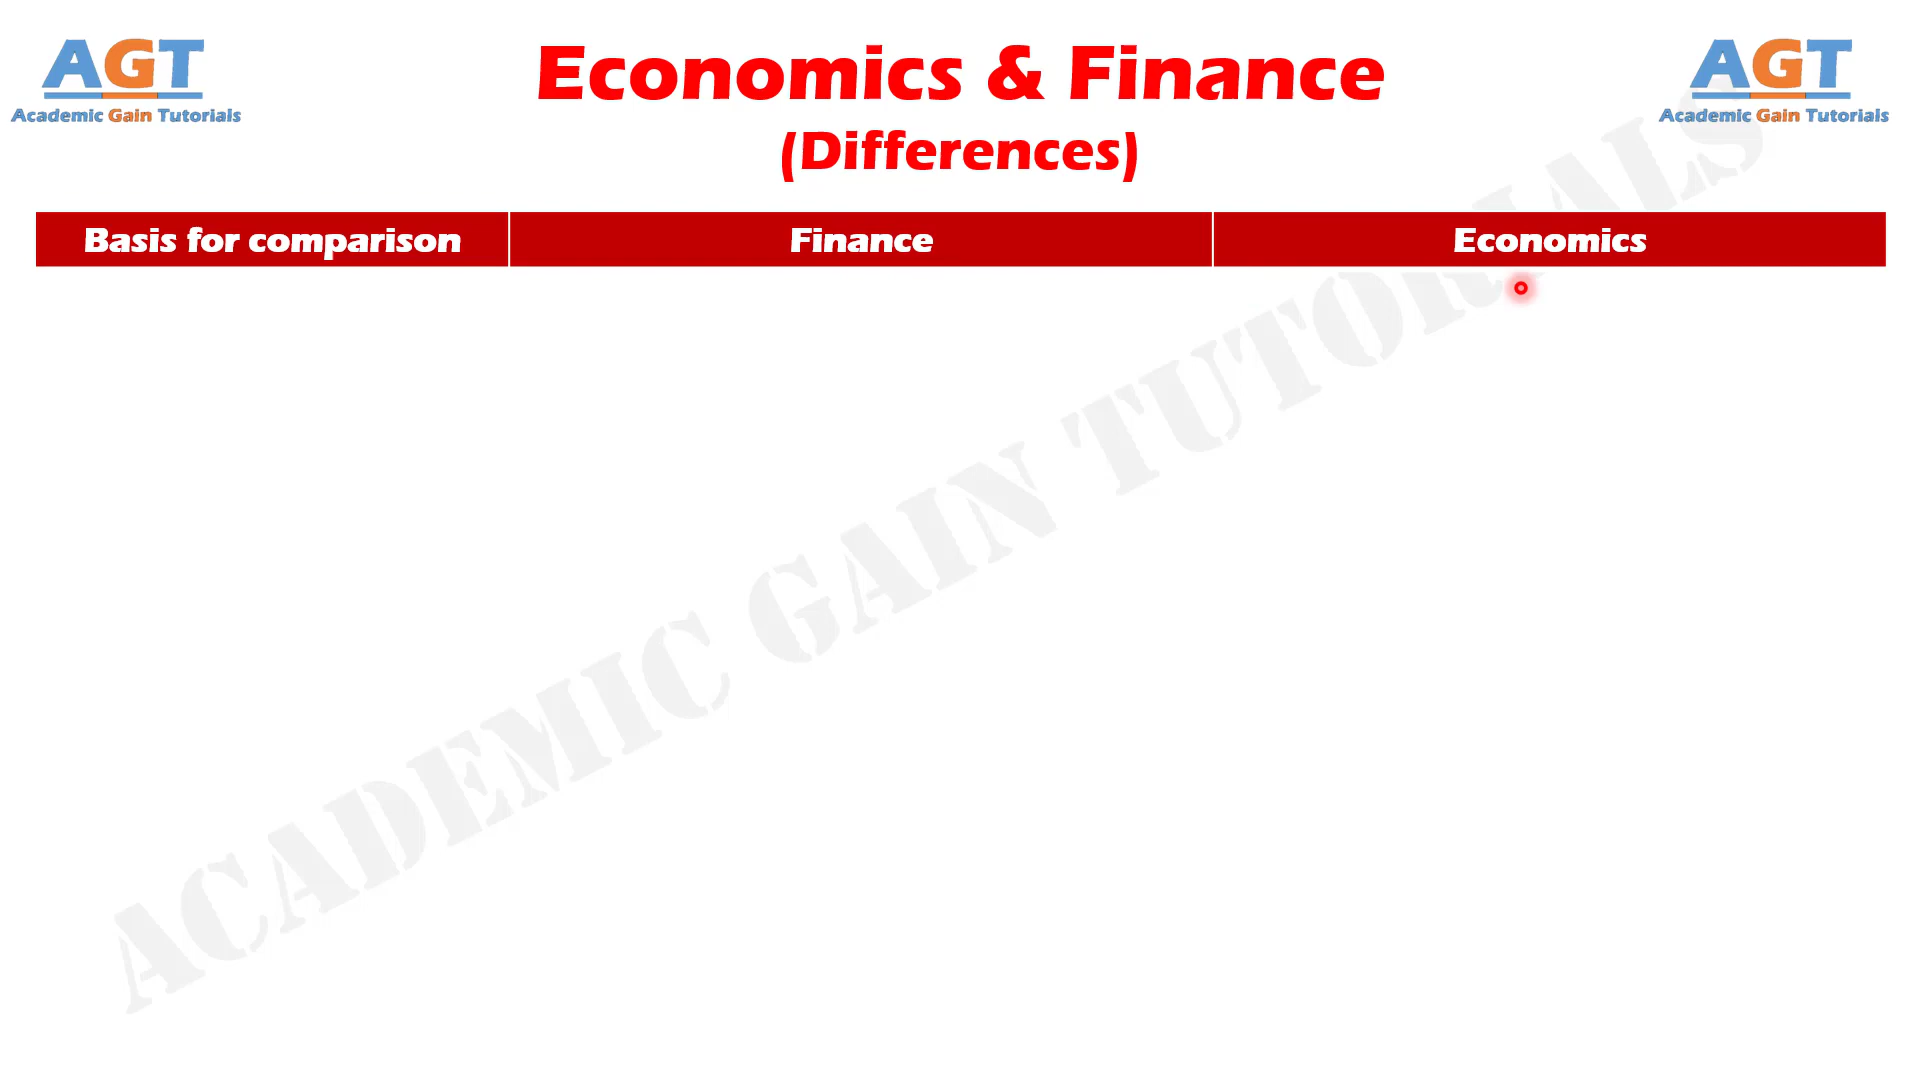 AGT
Academic Gain Tutorials
Economics & Finance
(Differences)
AGT
Academic Gain Tutorials
Basis for comparison
Finance
Economics
ACADEMIC GAIN TUTORIALS